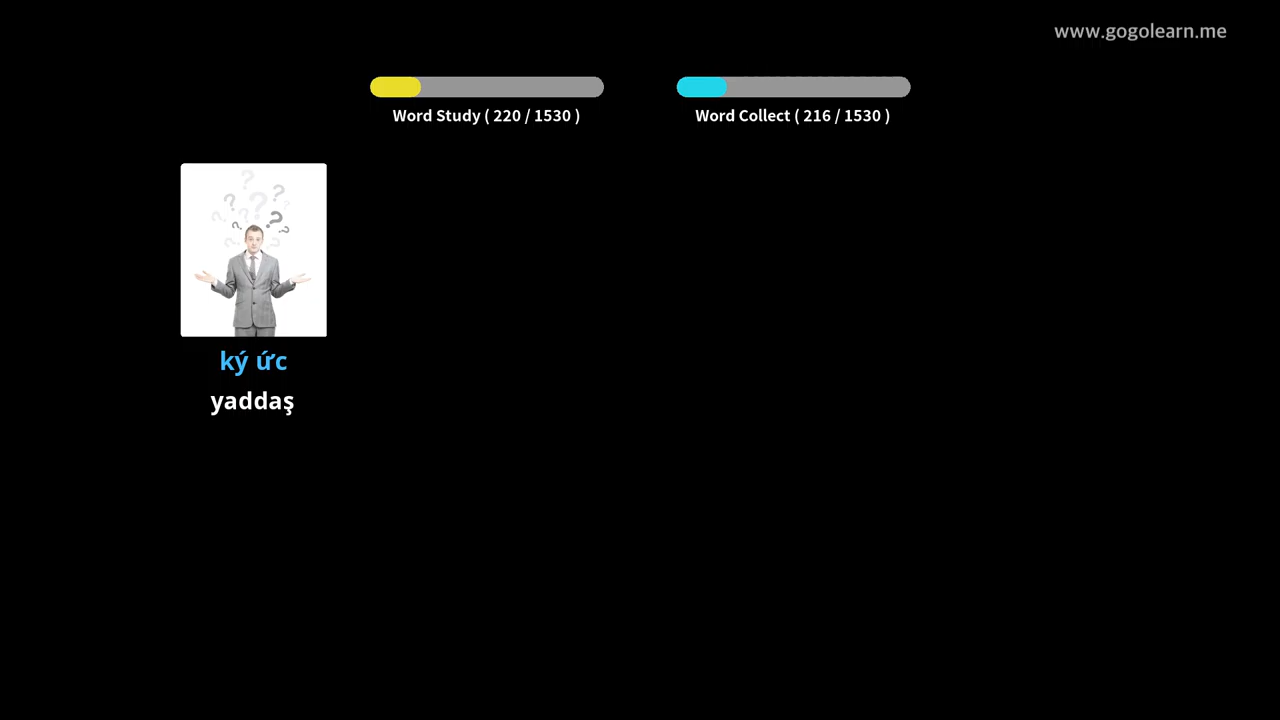 www.gogolearn.me
Word Study ( 220 / 1530 )
Word Collect ( 216 / 1530 )
ký ức
yaddaş